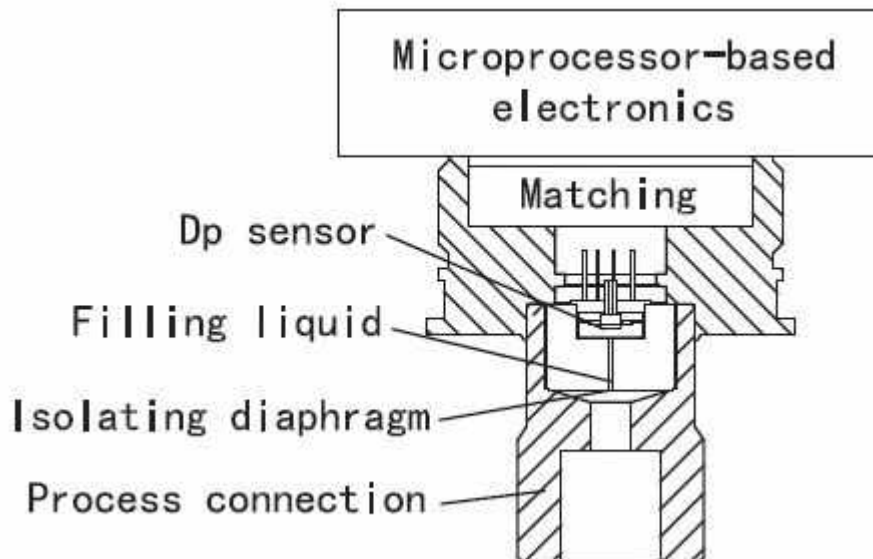 Microprocessor-based
electronics
Matching
Dp sensor
Filling liquid
Isolating diaphragm
Process connection